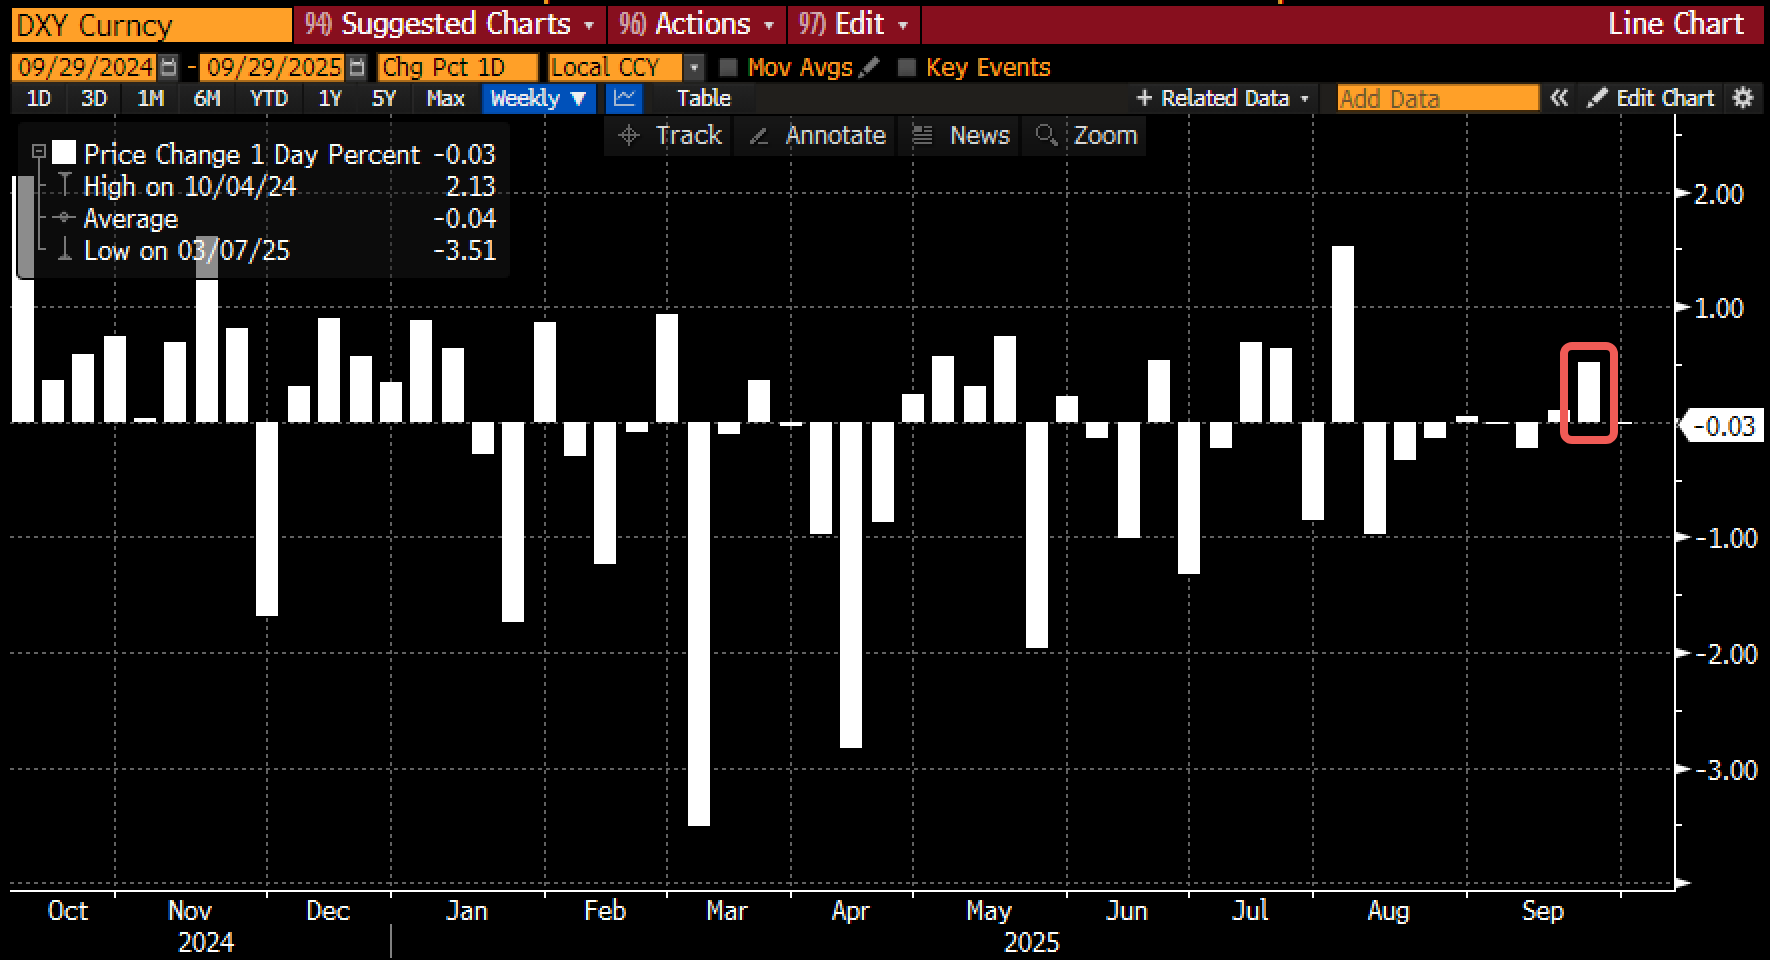 DXY Curncy 94) Suggested Charts 96) Actions 97) Edit Line Chart
09/29/2024 - 09/29/2025 Chg Pct 1D Local CCY Mov Avgs Key Events
1D 3D 1M 6M YTD 1Y 5Y Max Weekly ▼ Table + Related Data Add Data « Edit Chart
Track Annotate News Zoom
Price Change 1 Day Percent -0.03
High on 10/04/24 2.13
Average -0.04
Low on 03/07/25 -3.51
2.00
1.00
-0.03
-1.00
-2.00
-3.00
Oct Nov Dec Jan Feb Mar Apr May Jun Jul Aug Sep
2024 2025